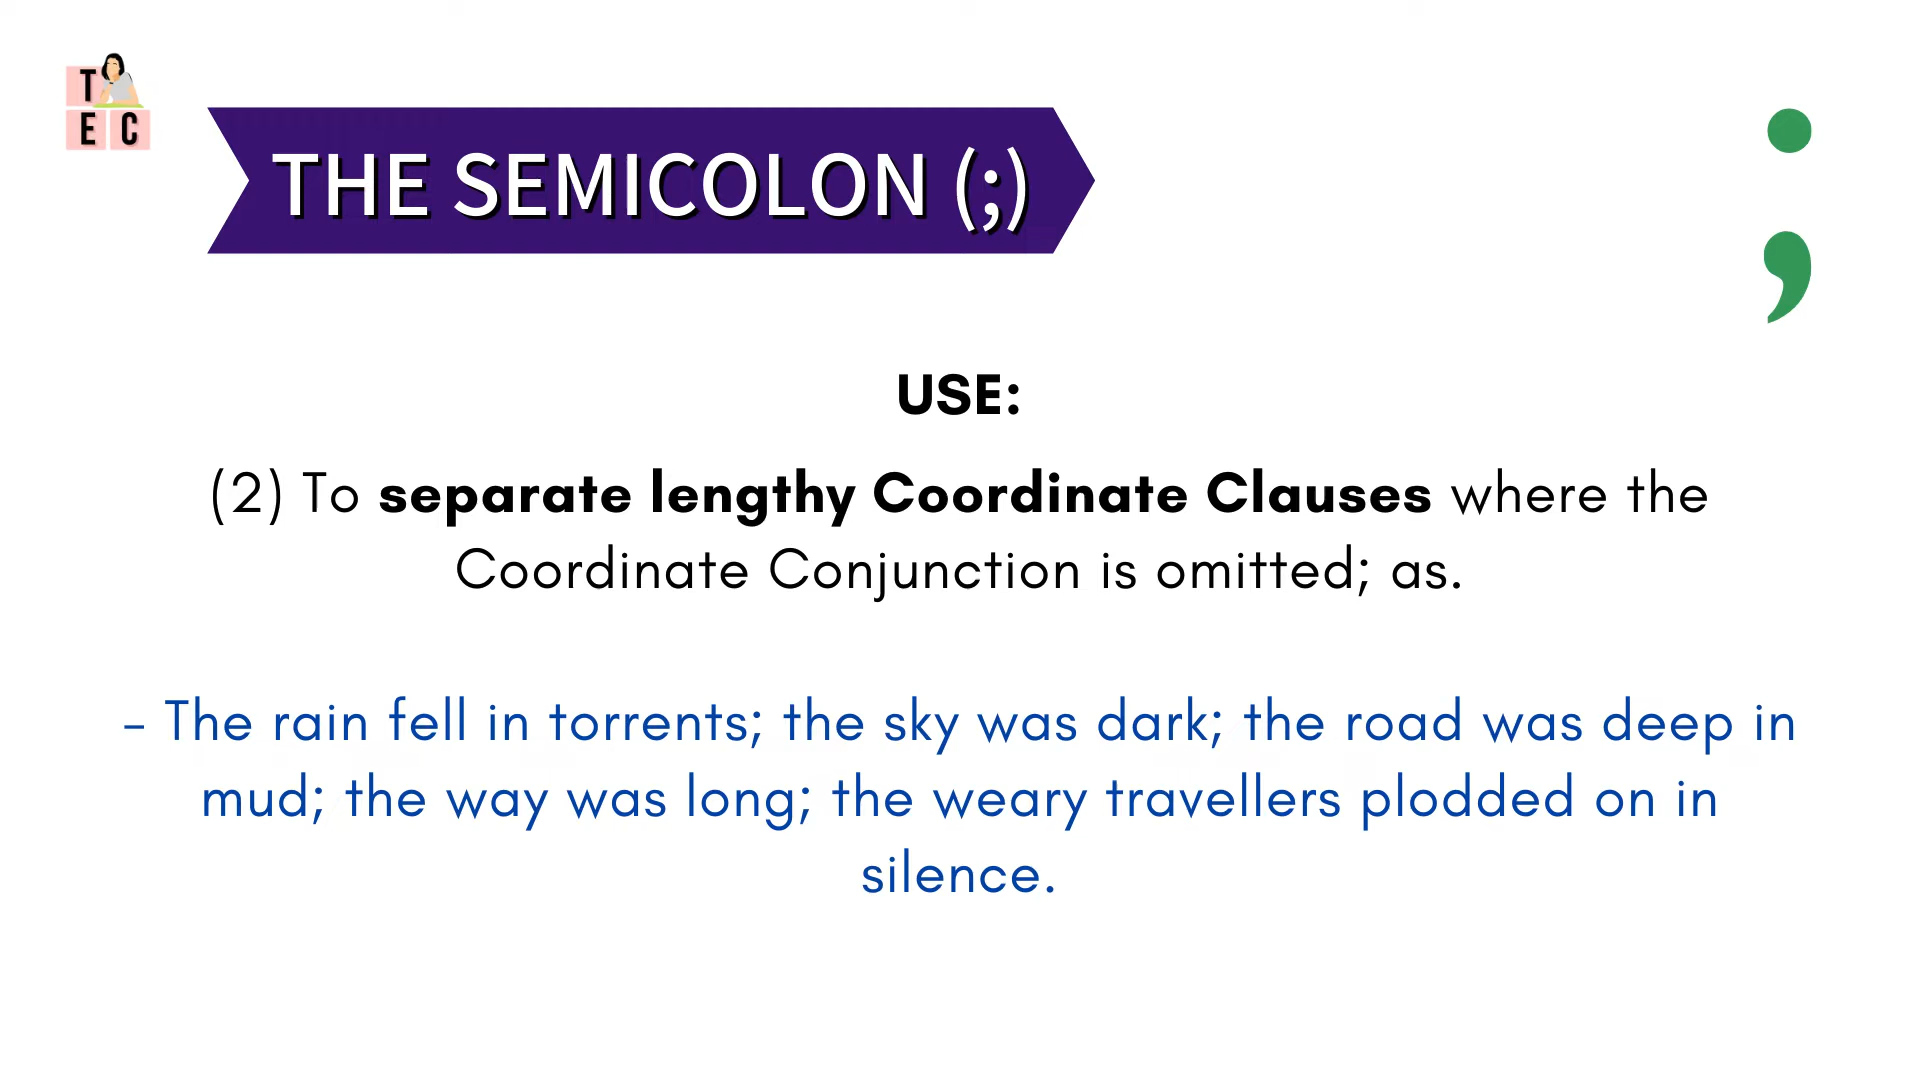 T
E C
THE SEMICOLON (;)
;
USE:
(2) To separate lengthy Coordinate Clauses where the
Coordinate Conjunction is omitted; as.
- The rain fell in torrents; the sky was dark; the road was deep in
mud; the way was long; the weary travellers plodded on in
silence.